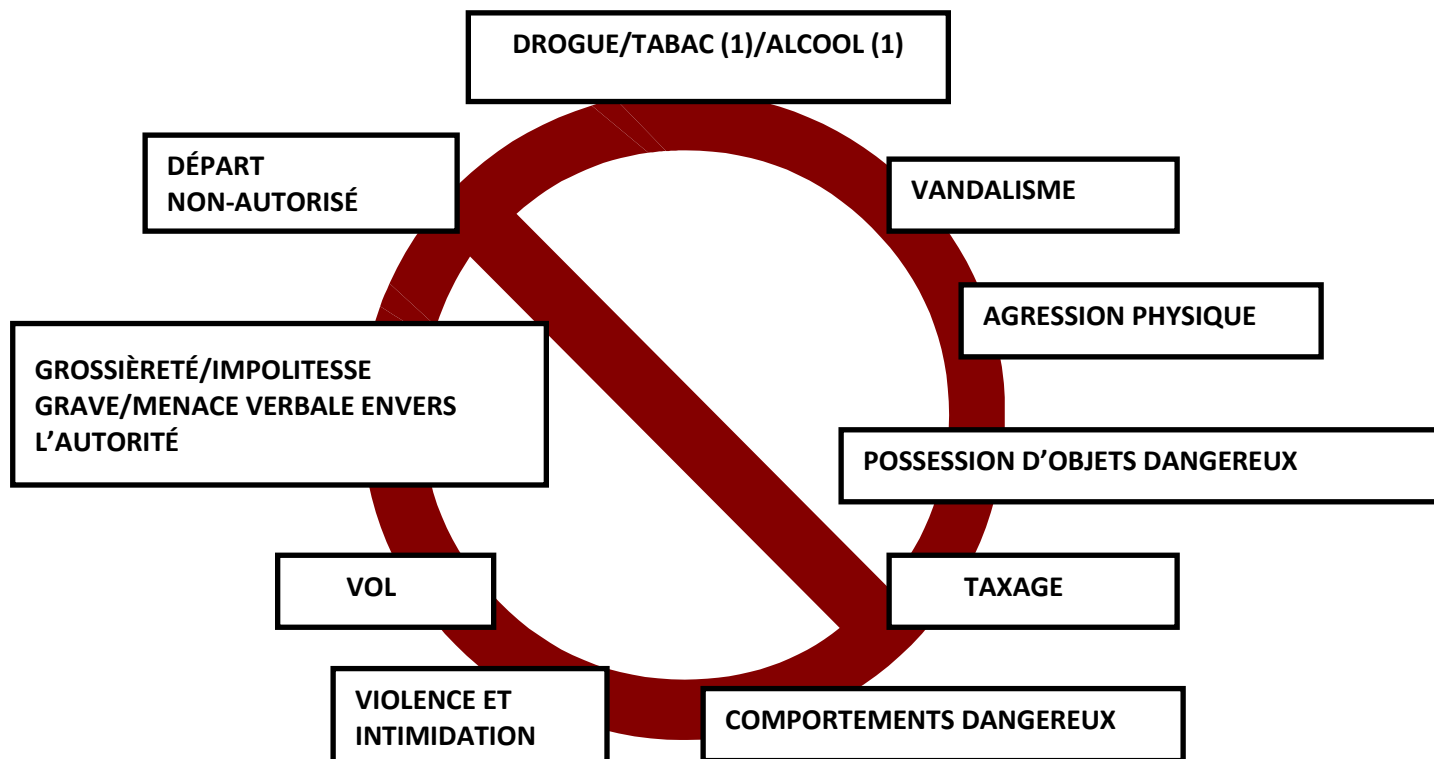 DROGUE/TABAC (1)/ALCOOL (1)
DÉPART
NON-AUTORISÉ
VANDALISME
AGRESSION PHYSIQUE
GROSSIÈRETÉ/IMPOLITESSE
GRAVE/MENACE VERBALE ENVERS
L’AUTORITÉ
POSSESSION D’OBJETS DANGEREUX
VOL
TAXAGE
VIOLENCE ET
INTIMIDATION
COMPORTEMENTS DANGEREUX